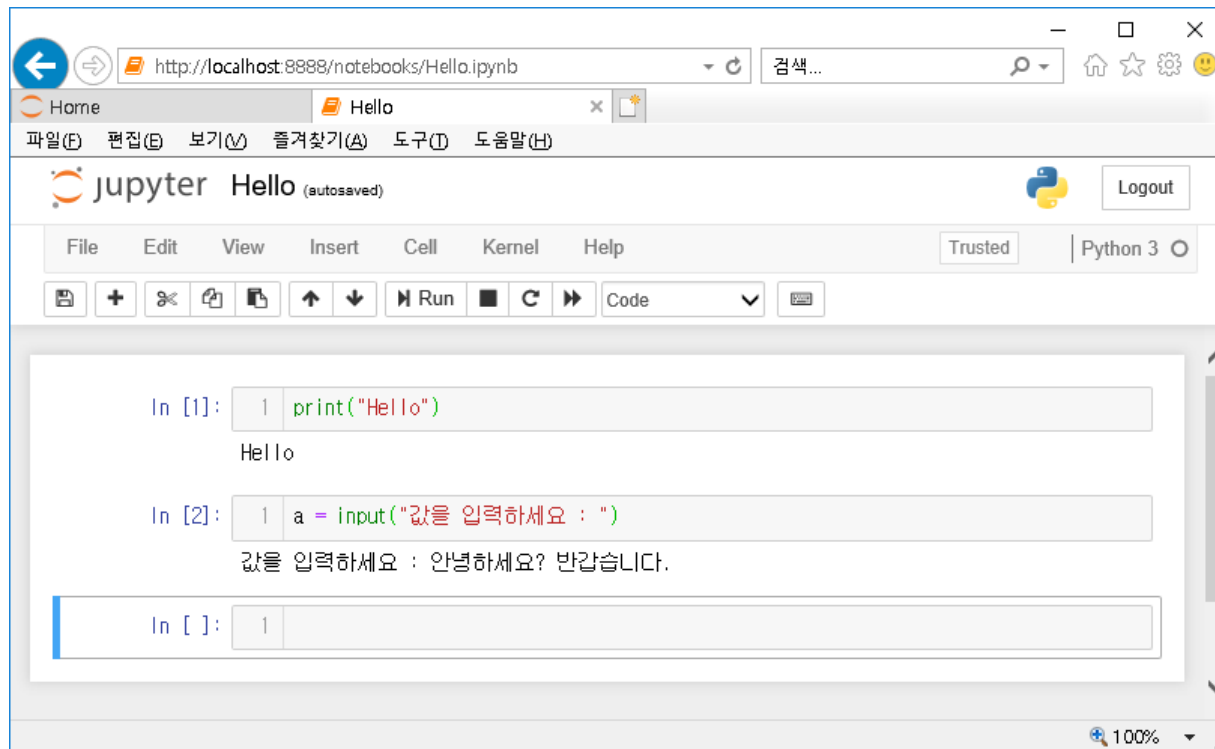 http://localhost:8888/notebooks/Hello.ipynb 검색...
Home Hello
파일(F) 편집(E) 보기(V) 즐겨찾기(A) 도구(T) 도움말(H)
jupyter Hello (autosaved) Logout
File Edit View Insert Cell Kernel Help Trusted Python 3
Run Code
In [1]: 1 print("Hello")
Hello
In [2]: 1 a = input("값을 입력하세요 : ")
값을 입력하세요 : 안녕하세요? 반갑습니다.
In [ ]: 1
100%